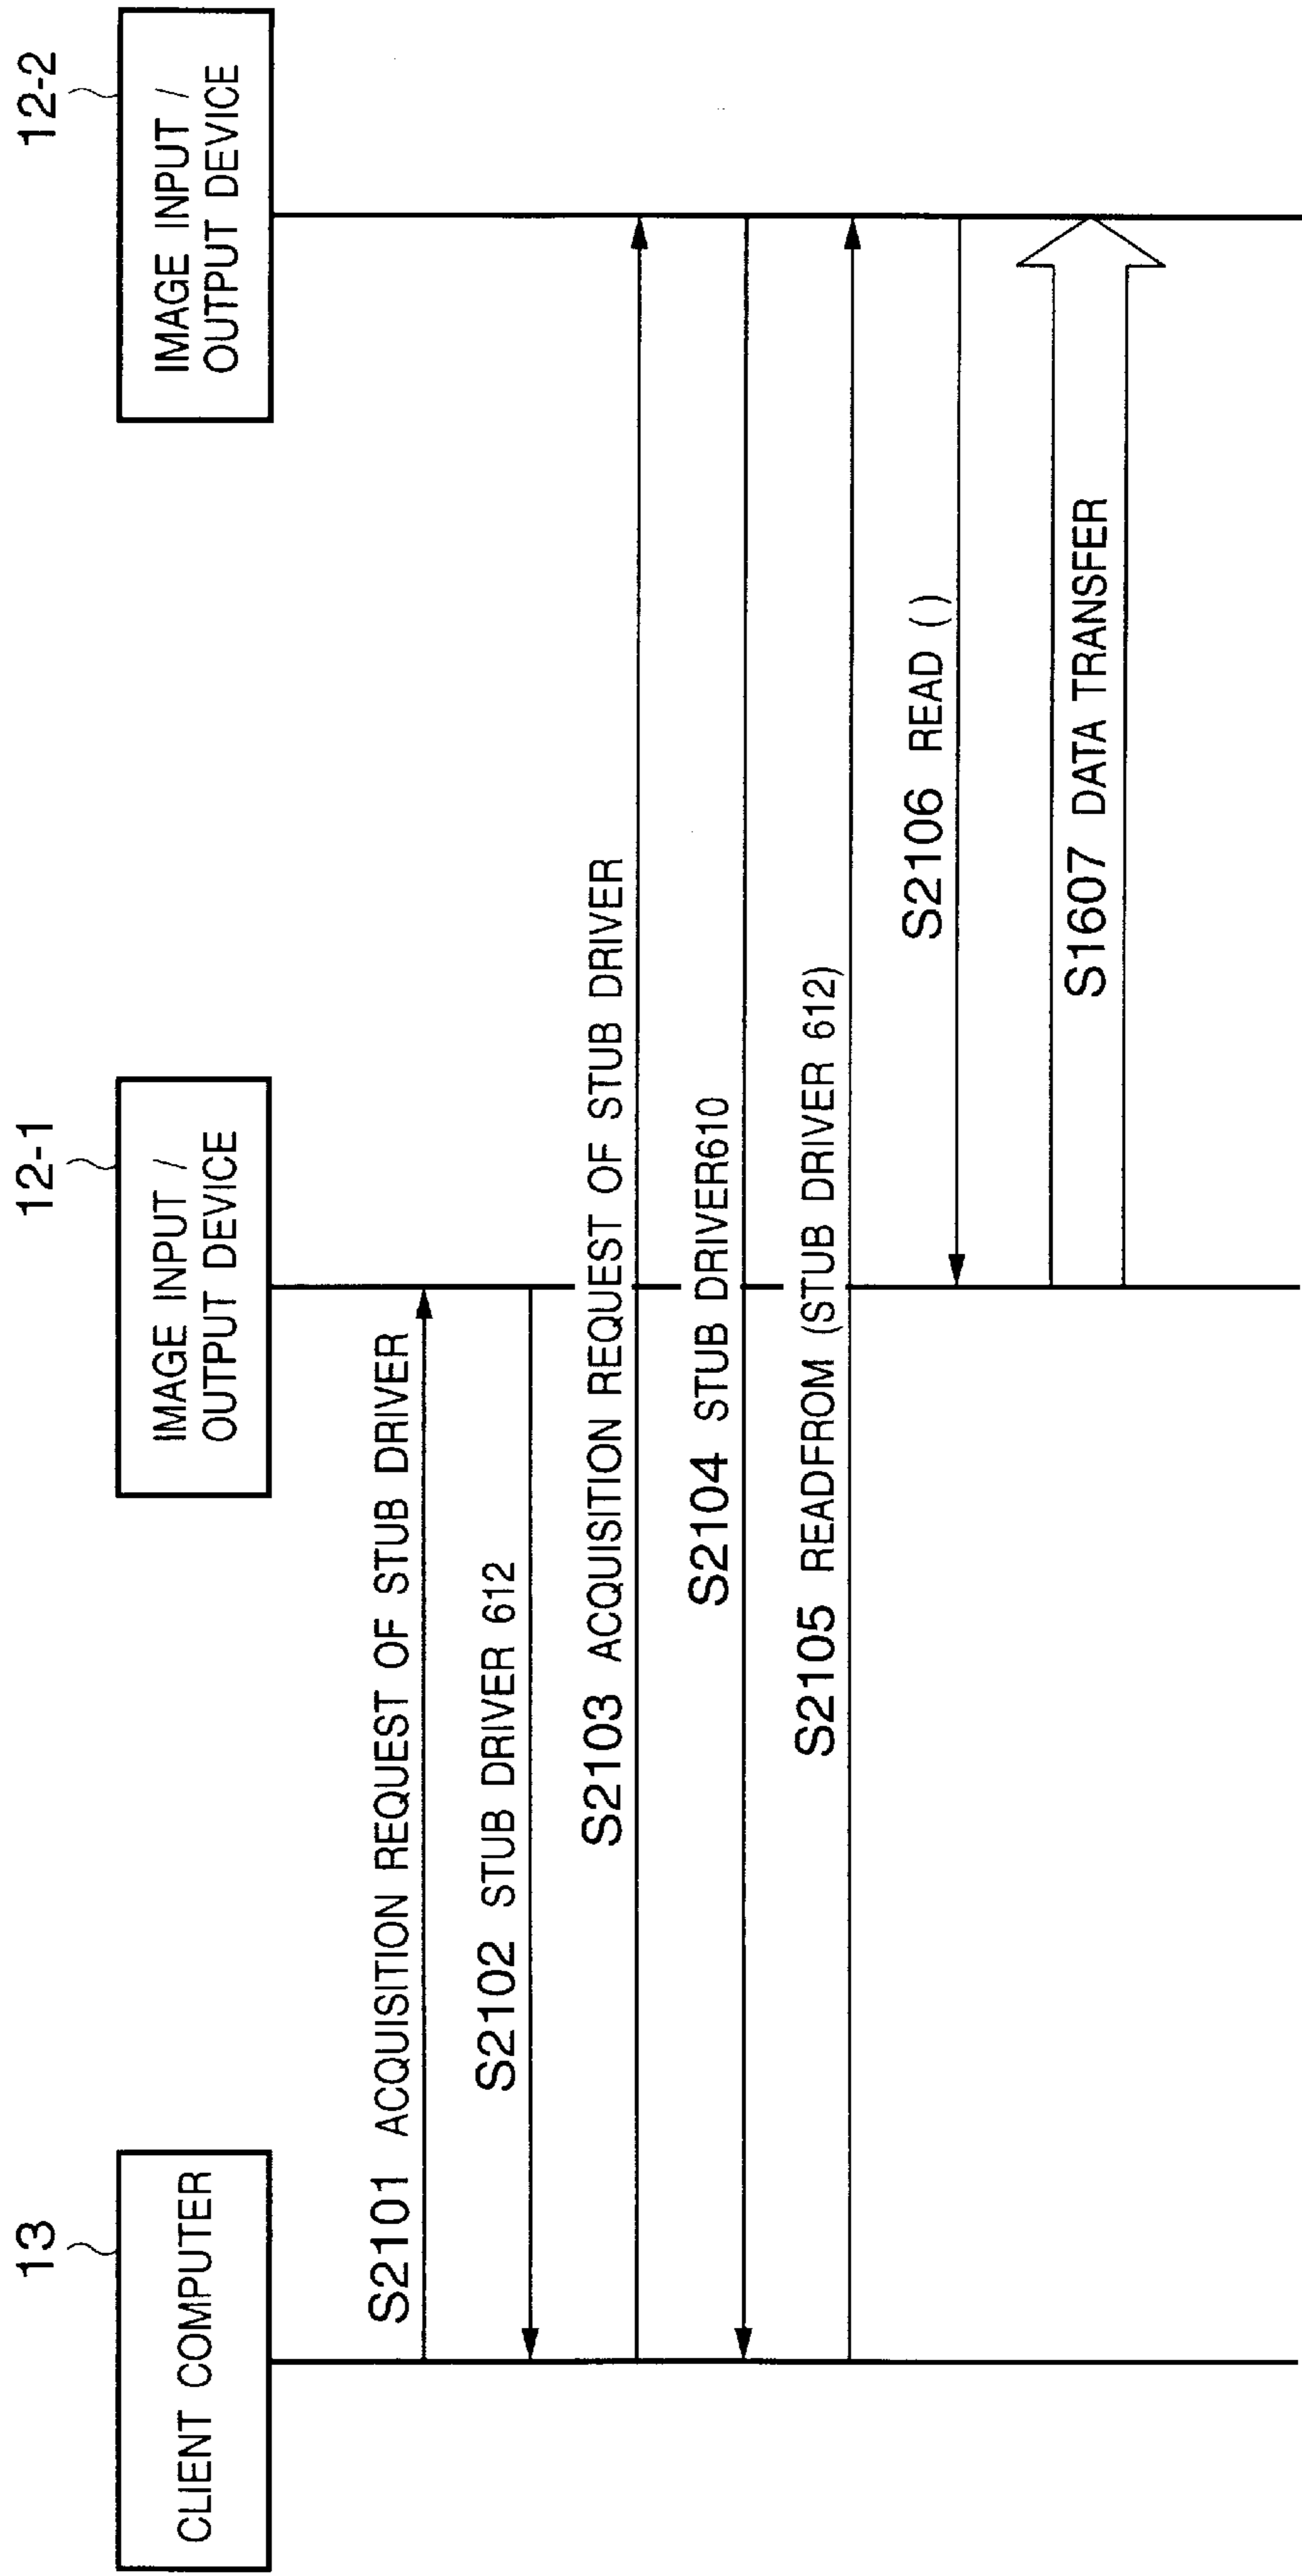 13
CLIENT COMPUTER
12-1
IMAGE INPUT /
OUTPUT DEVICE
12-2
IMAGE INPUT /
OUTPUT DEVICE
S2101 ACQUISITION REQUEST OF STUB DRIVER
S2102 STUB DRIVER 612
S2103 ACQUISITION REQUEST OF STUB DRIVER
S2104 STUB DRIVER610
S2105 READFROM (STUB DRIVER 612)
S2106 READ ( )
S1607 DATA TRANSFER